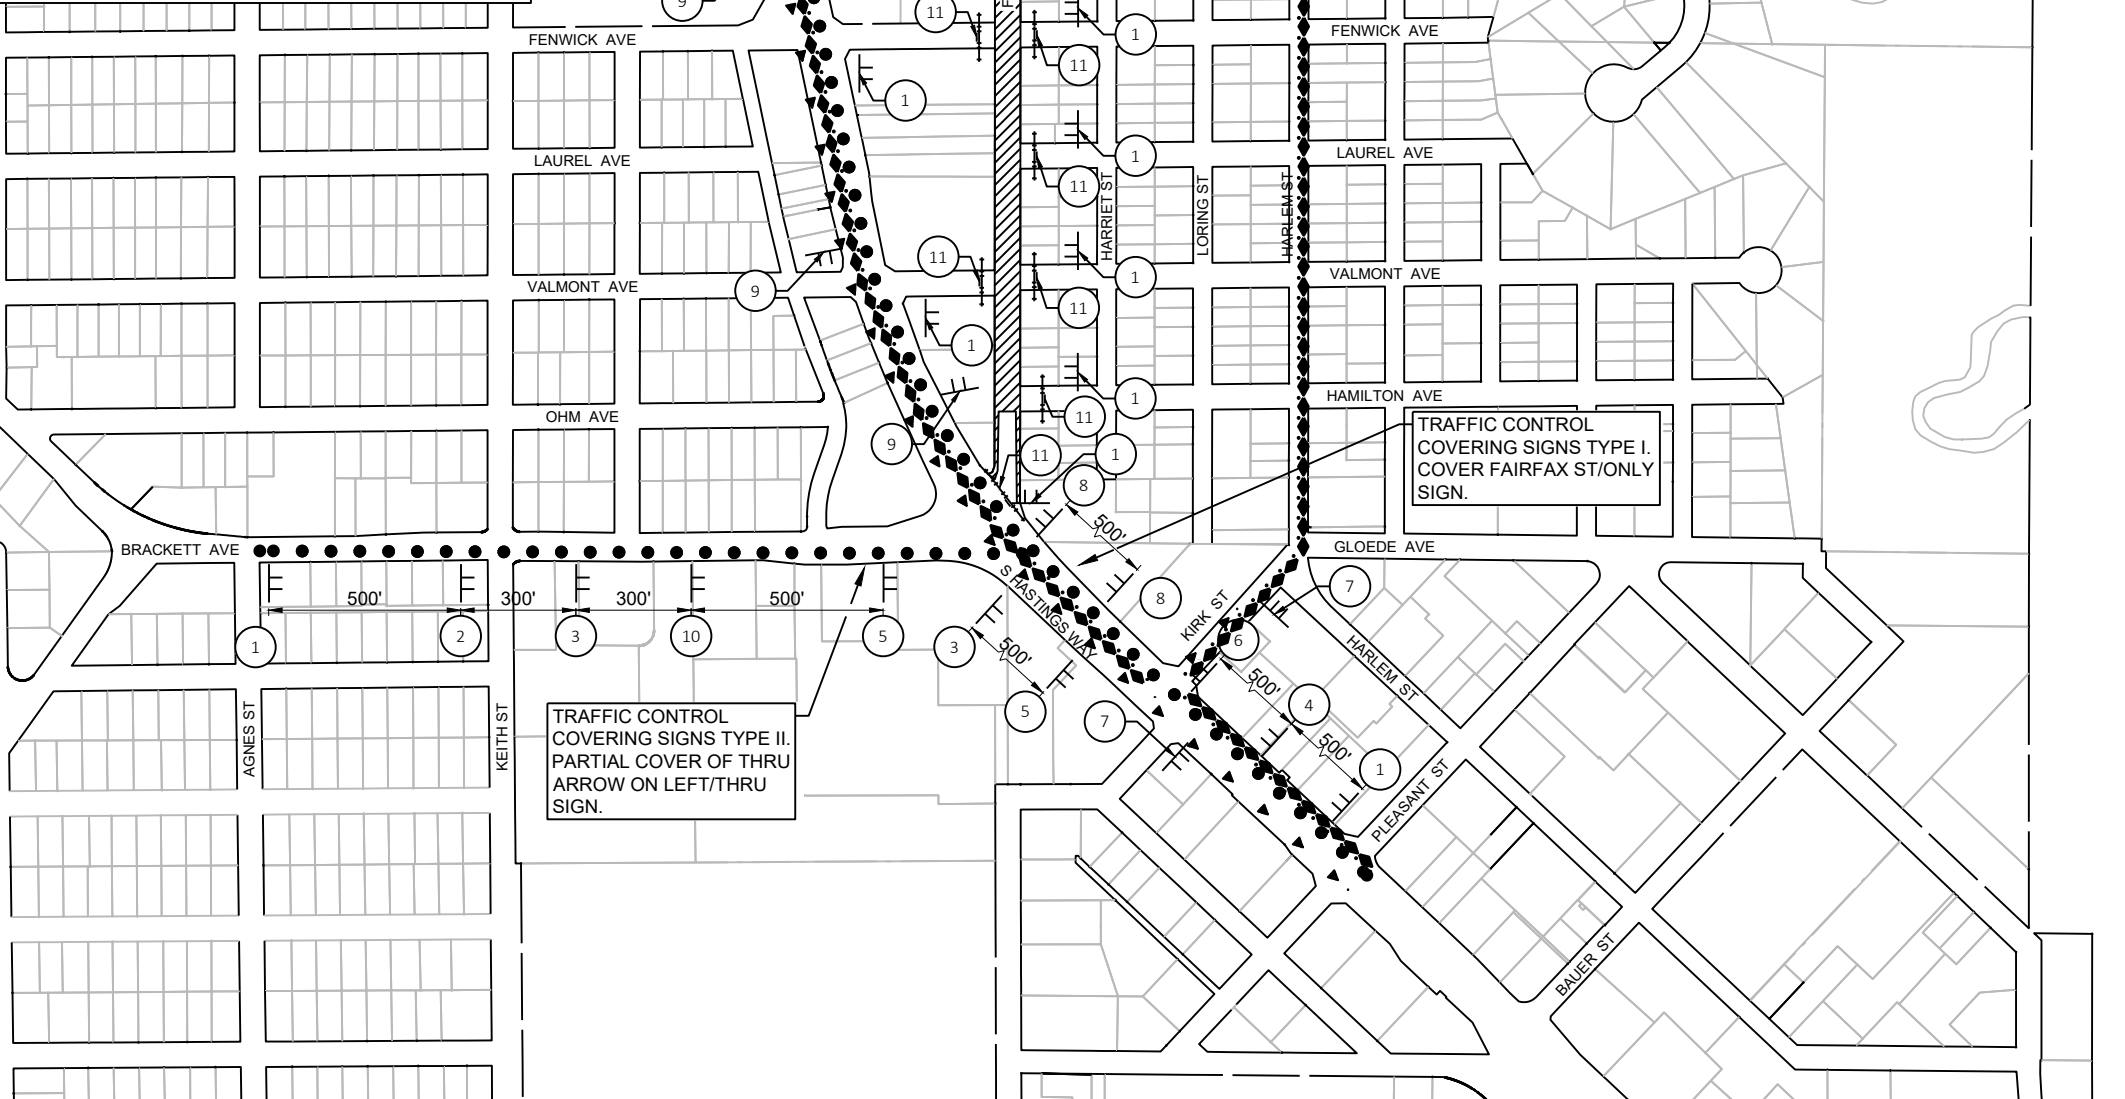 9
11
F
1
FENWICK AVE
FENWICK AVE
11
1
1
LAUREL AVE
LAUREL AVE
11
HARRIET ST
LORING ST
HARLEM ST
11
1
VALMONT AVE
VALMONT AVE
9
11
1
HAMILTON AVE
1
11
OHM AVE
9
11
1
TRAFFIC CONTROL
COVERING SIGNS TYPE I.
COVER FAIRFAX ST/ONLY
SIGN.
8
500'
BRACKETT AVE
GLOEDE AVE
S HASTINGS WAY
500'
300'
300'
500'
1
2
3
10
5
3
500'
5
8
KIRK ST
7
6
500'
4
HARLEM ST
7
500'
1
PLEASANT ST
AGNES ST
KEITH ST
TRAFFIC CONTROL
COVERING SIGNS TYPE II.
PARTIAL COVER OF THRU
ARROW ON LEFT/THRU
SIGN.
BAUER ST